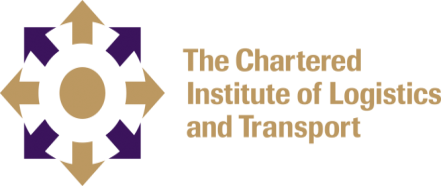 The Chartered
Institute of Logistics
and Transport